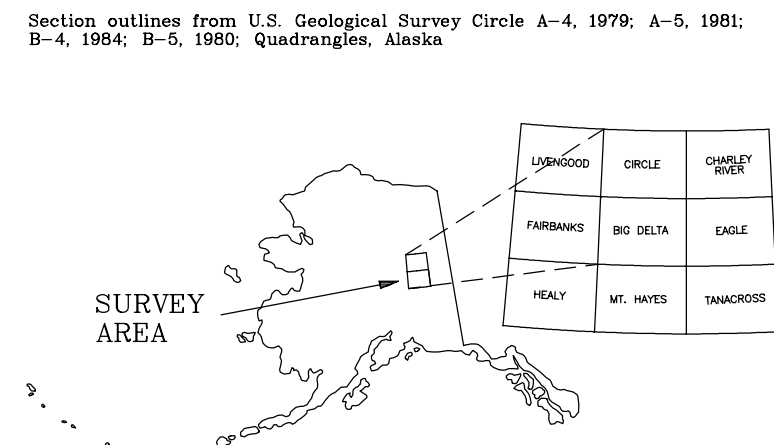 Section outlines from U.S. Geological Survey Circle A-4, 1979; A-5, 1981;
B-4, 1984; B-5, 1980; Quadrangles, Alaska
LIVENGOOD
CIRCLE
CHARLEY
RIVER
FAIRBANKS
BIG DELTA
EAGLE
HEALY
MT. HAYES
TANACROSS
SURVEY
AREA